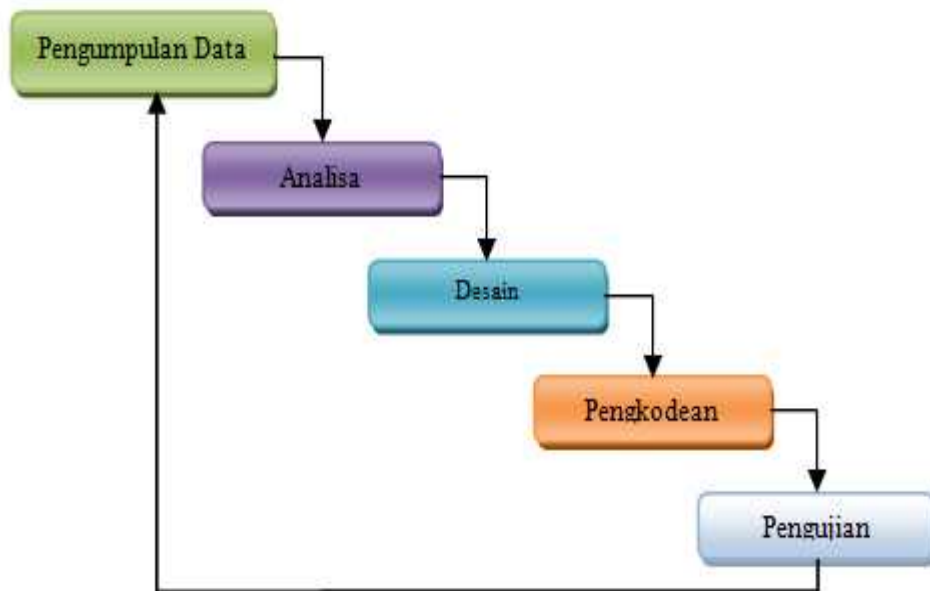 Pengumpulan Data
Analisa
Desain
Pengkodean
Pengujian